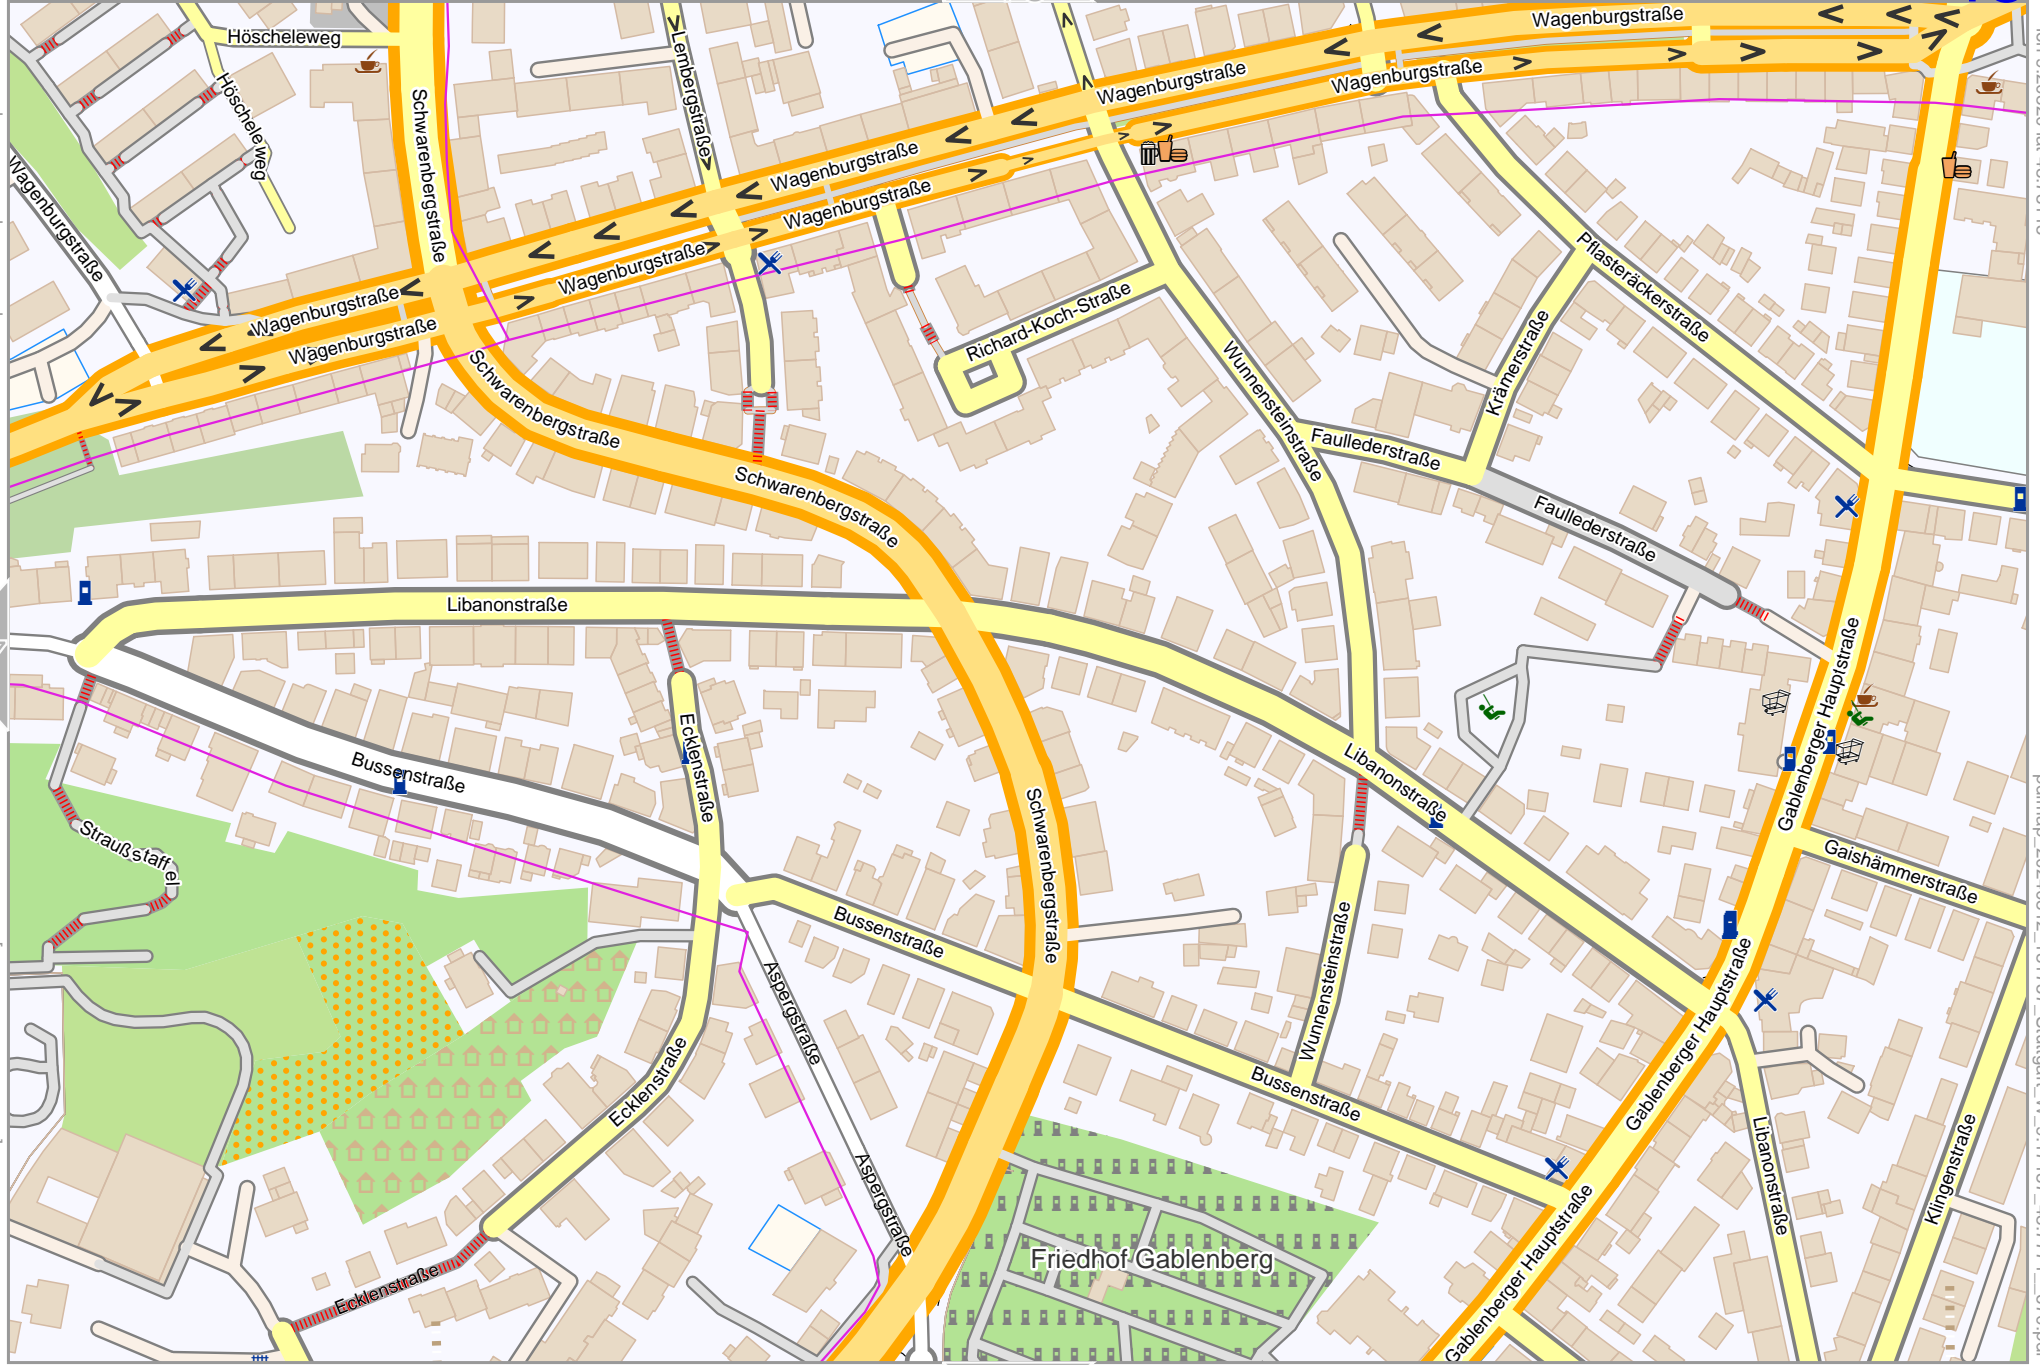 Wagenburgstraße
Höscheleweg
Lembergstraße
Wagenburgstraße
Wagenburgstraße
Höscheleweg
Schwarenbergstraße
Wagenburgstraße
Wagenburgstraße
Wagenburgstraße
Wagenburgstraße
Pflasteräckerstraße
Wagenburgstraße
Richard-Koch-Straße
Wagenburgstraße
Wagenburgstraße
Krämerstraße
Wunnensteinstraße
Schwarenbergstraße
Faullederstraße
Schwarenbergstraße
Faullederstraße
Libanonstraße
Gablenberger Hauptstraße
Ecklenstraße
Bussenstraße
Libanonstraße
Schwarenbergstraße
Straußstaffel
Gaishämmerstraße
Bussenstraße
Wunnensteinstraße
Gablenberger Hauptstraße
Aspergstraße
Ecklenstraße
Bussenstraße
Libanonstraße
Klingenstraße
Aspergstraße
Gablenberger Hauptstraße
Friedhof Gablenberg
Ecklenstraße